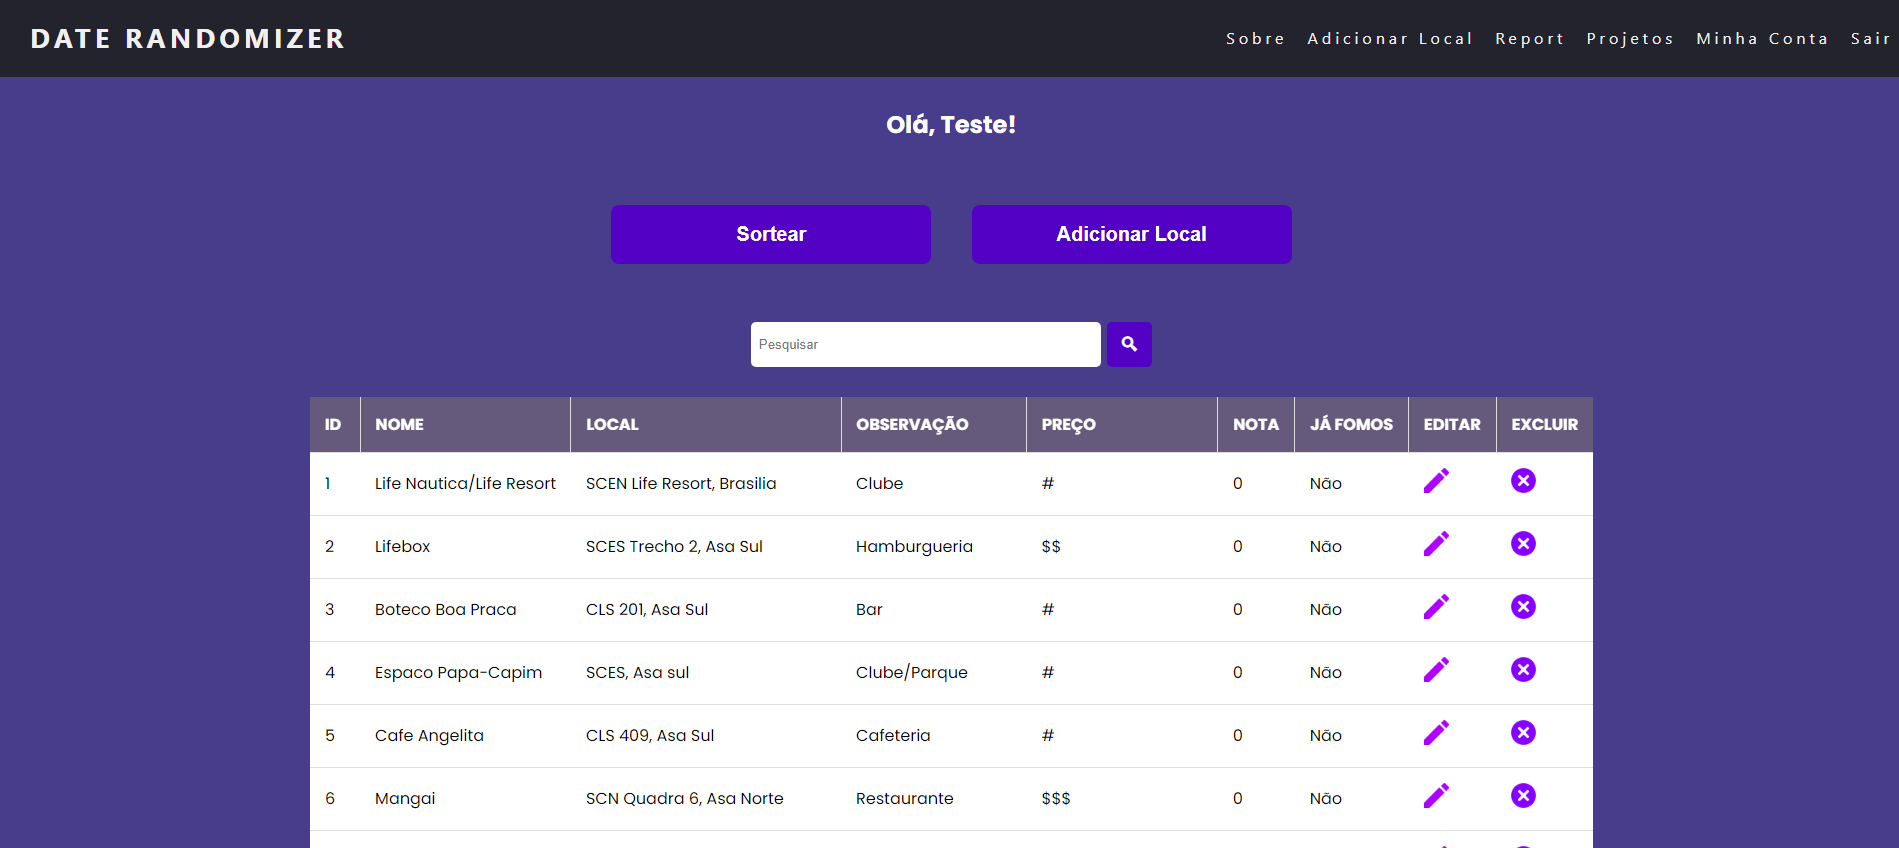 DATE RANDOMIZER Sobre Adicionar Local Report Projetos Minha Conta Sair
Olá, Teste!
Sortear Adicionar Local
Pesquisar
ID NOME LOCAL OBSERVAÇÃO PREÇO NOTA JÁ FOMOS EDITAR EXCLUIR
1 Life Nautica/Life Resort SCEN Life Resort, Brasilia Clube # 0 Não
2 Lifebox SCES Trecho 2, Asa Sul Hamburgueria $$ 0 Não
3 Boteco Boa Praca CLS 201, Asa Sul Bar # 0 Não
4 Espaco Papa-Capim SCES, Asa sul Clube/Parque # 0 Não
5 Cafe Angelita CLS 409, Asa Sul Cafeteria # 0 Não
6 Mangai SCN Quadra 6, Asa Norte Restaurante $$$ 0 Não